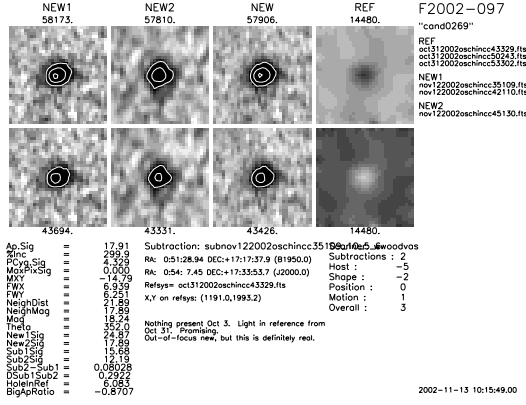 NEW1 NEW2 NEW REF F2002-097
58173. 57810. 57906. 14480.
"cand0269"
REF
oct312002oschincc43329.fts
oct312002oschincc50243.fts
oct312002oschincc53302.fts
NEW1
nov122002oschincc35109.fts
nov122002oschincc42110.fts
NEW2
nov122002oschincc45130.fts
43694. 43331. 43426. 14480.
Ap.Sig = 17.91
%Inc = 299.9
PCyg.Sig = 4.329
MaxPixSig = 0.000
MXY = -14.79
FWX = 6.939
FWY = 6.251
NeighDist = 21.89
NeighMag = 17.89
Mag = 18.24
Theta = 352.0
New1Sig = 24.87
New2Sig = 17.89
Sub1Sig = 15.68
Sub2Sig = 12.19
Sub2-Sub1 = 0.08028
DSub1Sub2 = 0.2922
HoleInRef = 6.083
BigApRatio = -0.8707
Subtraction: subnov122002oschincc35109
RA: 0:51:28.94 DEC:+17:17:37.9 (B1950.0)
RA: 0:54: 7.45 DEC:+17:33:53.7 (J2000.0)
Refsys= oct312002oschincc43329.fts
X,Y on refsys: (1191.0,1993.2)
Nothing present Oct 3. Light in reference from
Oct 31. Promising.
Out-of-focus new, but this is definitely real.
swoodvas
Subtractions : 2
Host : -5
Shape : -2
Position : 0
Motion : 1
Overall : 3
2002-11-13 10:15:49.00